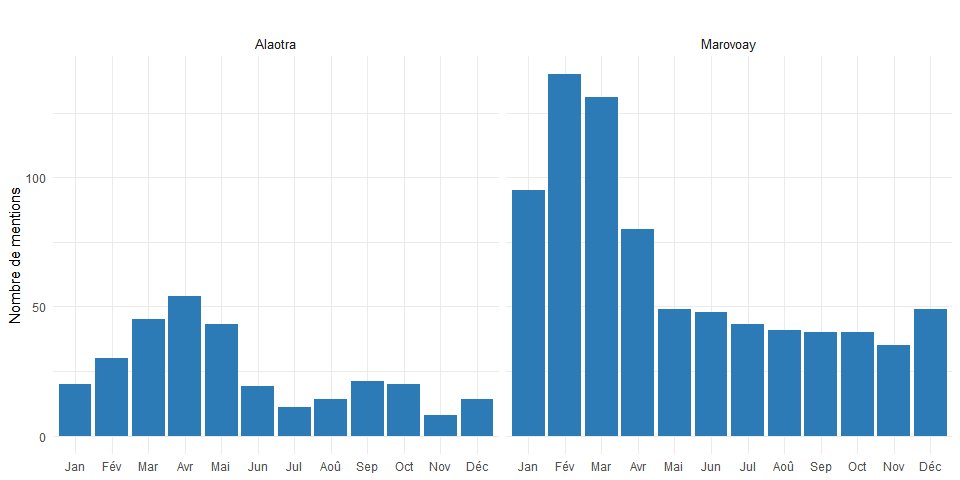 Alaotra
Marovoay
Nombre de mentions
100
50
0
Jan Fév Mar Avr Mai Jun Jul Aoû Sep Oct Nov Déc
Jan Fév Mar Avr Mai Jun Jul Aoû Sep Oct Nov Déc